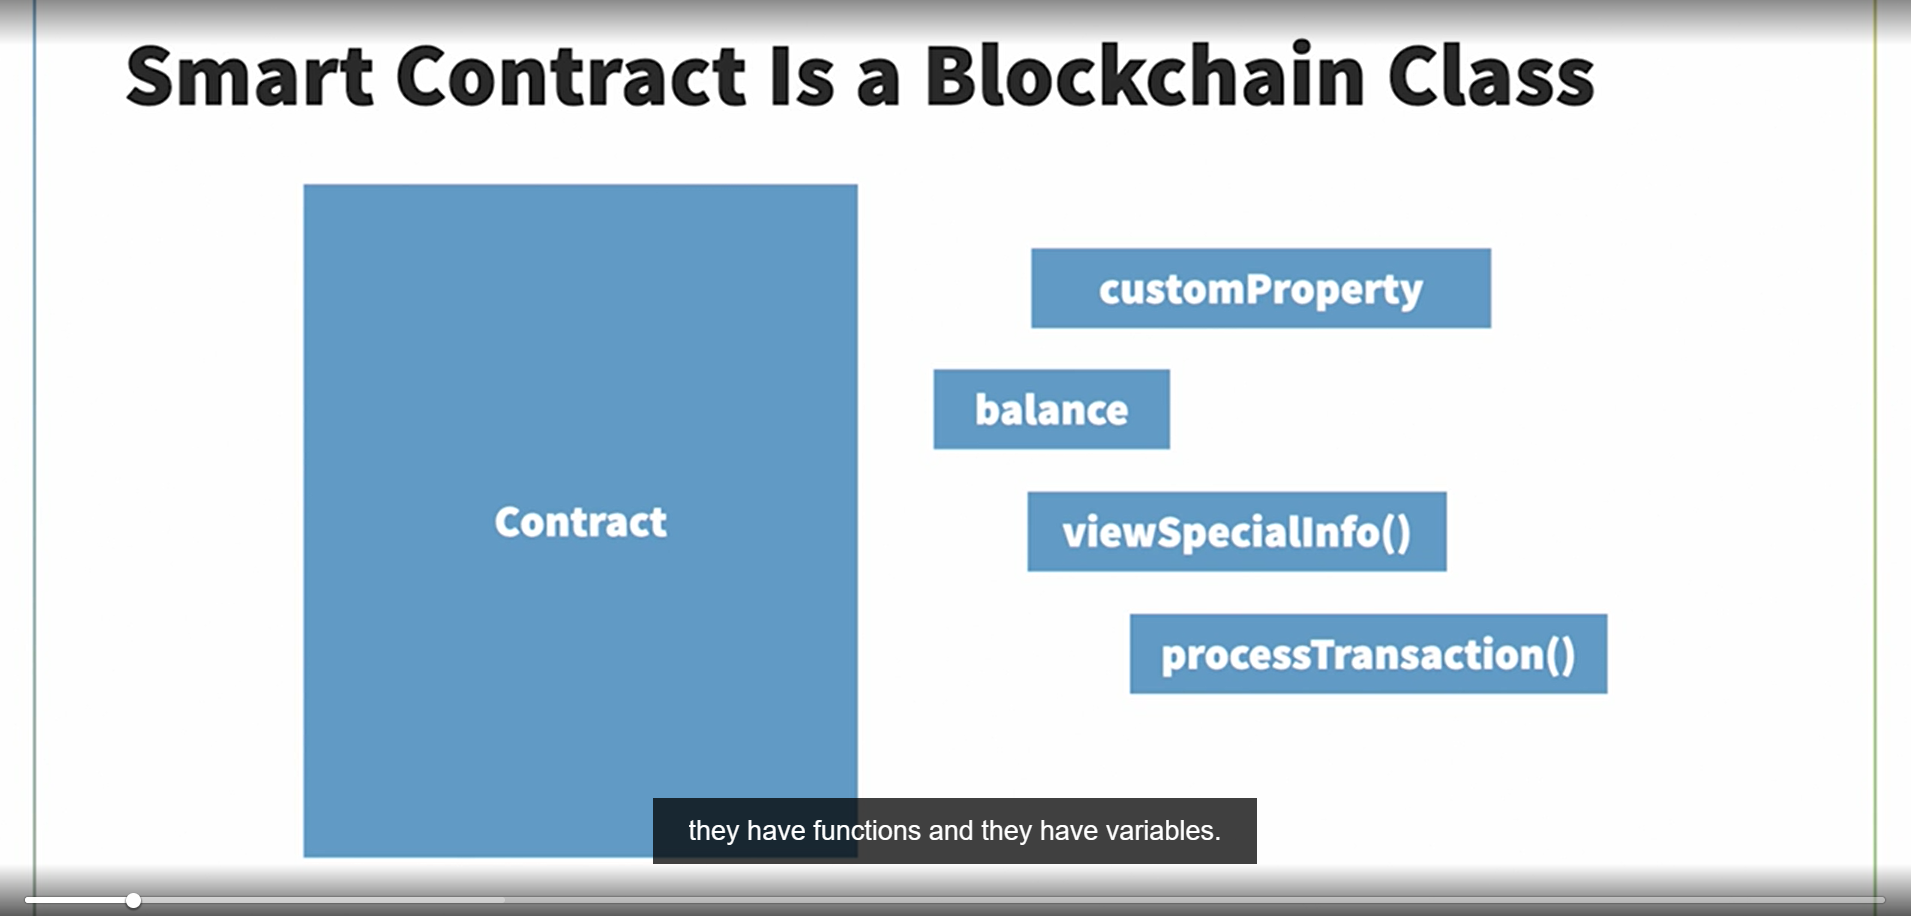 Smart Contract Is a Blockchain Class
Contract
customProperty
balance
viewSpecialInfo()
processTransaction()
they have functions and they have variables.